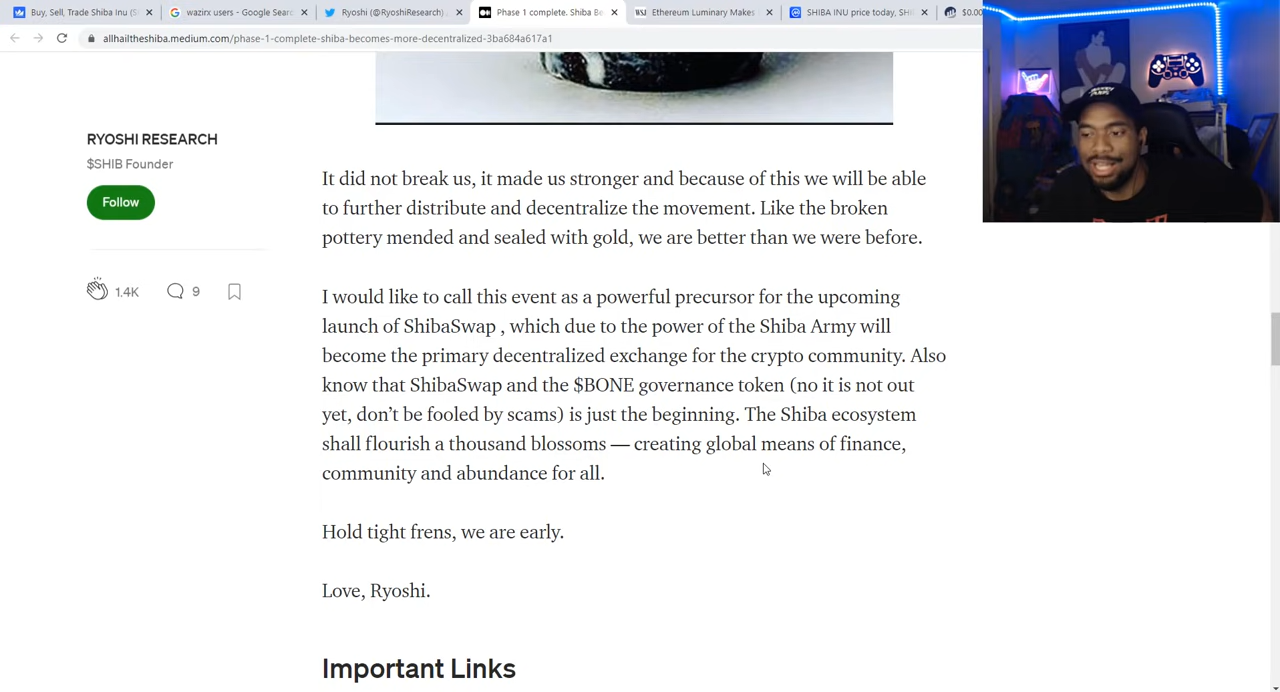 Buy, Sell, Trade Shiba Inu (S
wazirx users - Google Searc
Ryoshi (@RyoshiResearch)
Phase 1 complete. Shiba Be
WSJ
Ethereum Luminary Makes
SHIBA INU price today, SHI
$0.00
allhailtheshiba.medium.com/phase-1-complete-shiba-becomes-more-decentralized-3ba684a617a1
RYOSHI RESEARCH
$SHIB Founder
Follow
1.4K
9
It did not break us, it made us stronger and because of this we will be able
to further distribute and decentralize the movement. Like the broken
pottery mended and sealed with gold, we are better than we were before.
I would like to call this event as a powerful precursor for the upcoming
launch of ShibaSwap , which due to the power of the Shiba Army will
become the primary decentralized exchange for the crypto community. Also
know that ShibaSwap and the $BONE governance token (no it is not out
yet, don’t be fooled by scams) is just the beginning. The Shiba ecosystem
shall flourish a thousand blossoms — creating global means of finance,
community and abundance for all.
Hold tight frens, we are early.
Love, Ryoshi.
Important Links